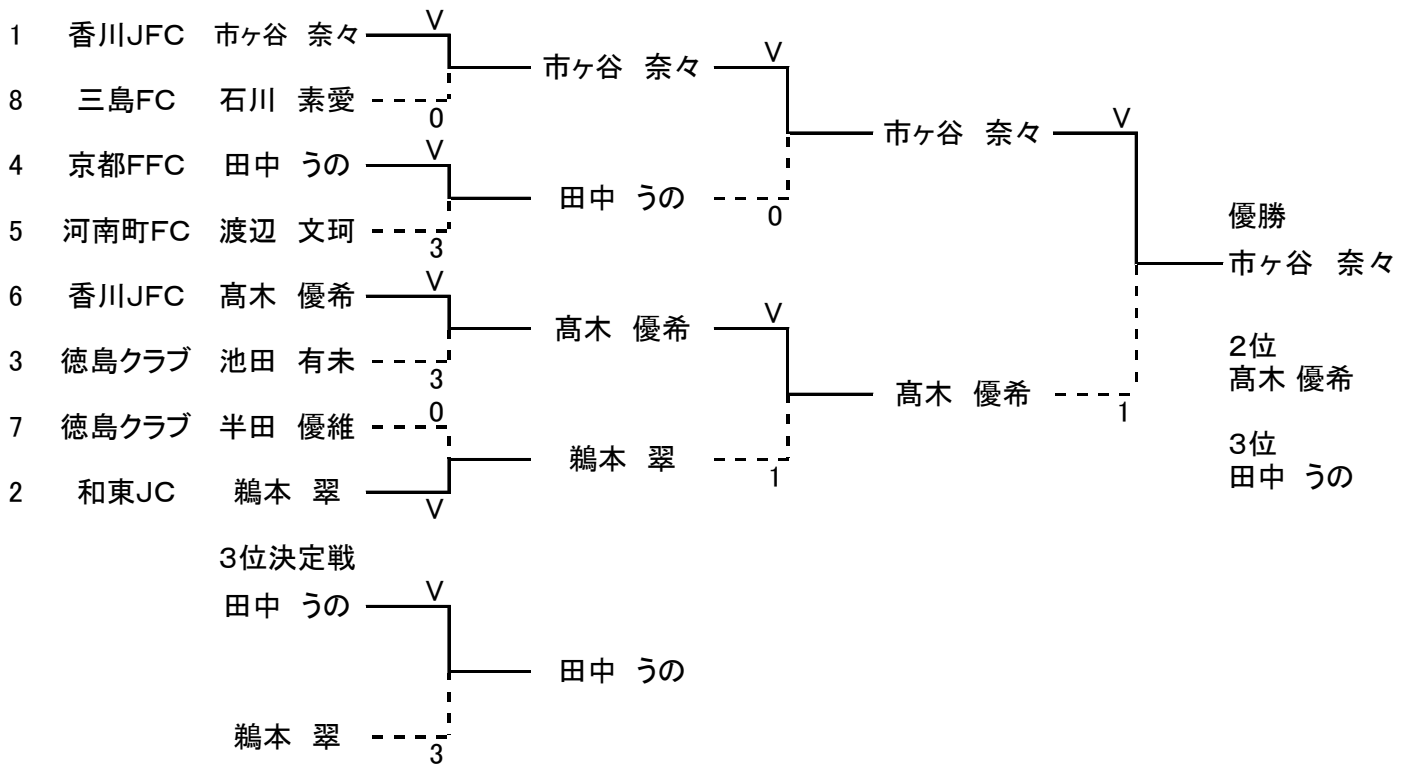 1 香川JFC 市ヶ谷 奈々 V
市ヶ谷 奈々 V
8 三島FC 石川 素愛 0
市ヶ谷 奈々 V
4 京都FFC 田中 うの V
田中 うの 0
5 河南町FC 渡辺 文珂 3
優勝
市ヶ谷 奈々
6 香川JFC 髙木 優希 V
髙木 優希 V
3 徳島クラブ 池田 有未 3
2位
髙木 優希
髙木 優希 1
7 徳島クラブ 半田 優維 0
鵜本 翠 1
3位
田中 うの
2 和東JC 鵜本 翠 V
3位決定戦
田中 うの V
田中 うの
鵜本 翠 3